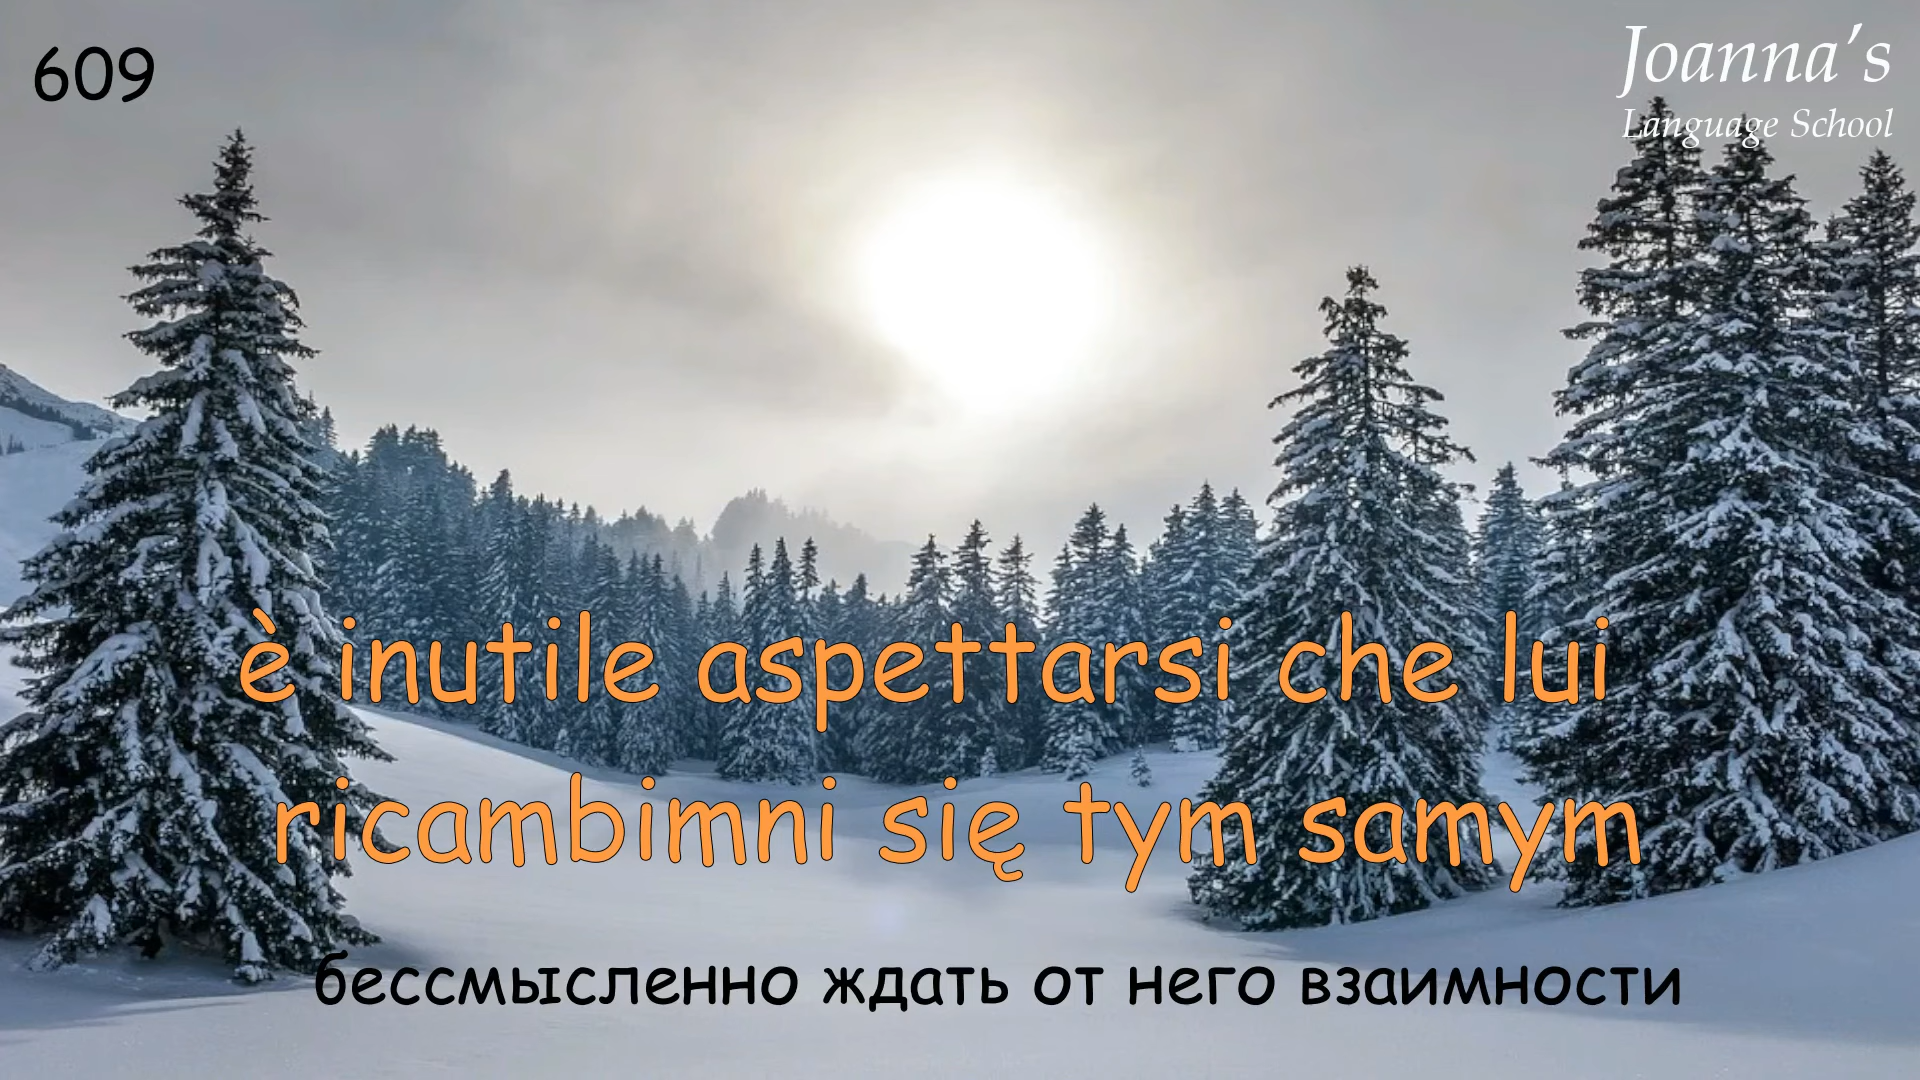 609
Joanna's
Language School
è inutile aspettarsi che lui
ricambimni się tym samym
бессмысленно ждать от него взаимности